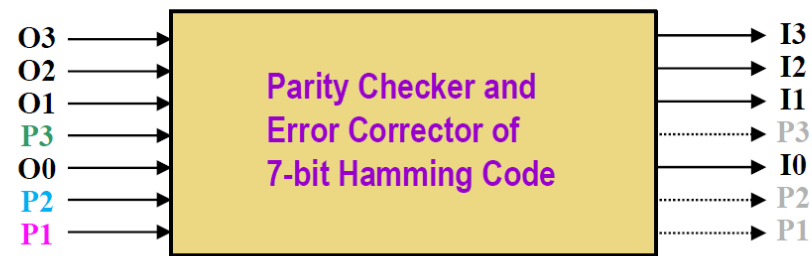 O3
O2
O1
P3
O0
P2
P1
Parity Checker and
Error Corrector of
7-bit Hamming Code
I3
I2
I1
P3
I0
P2
P1